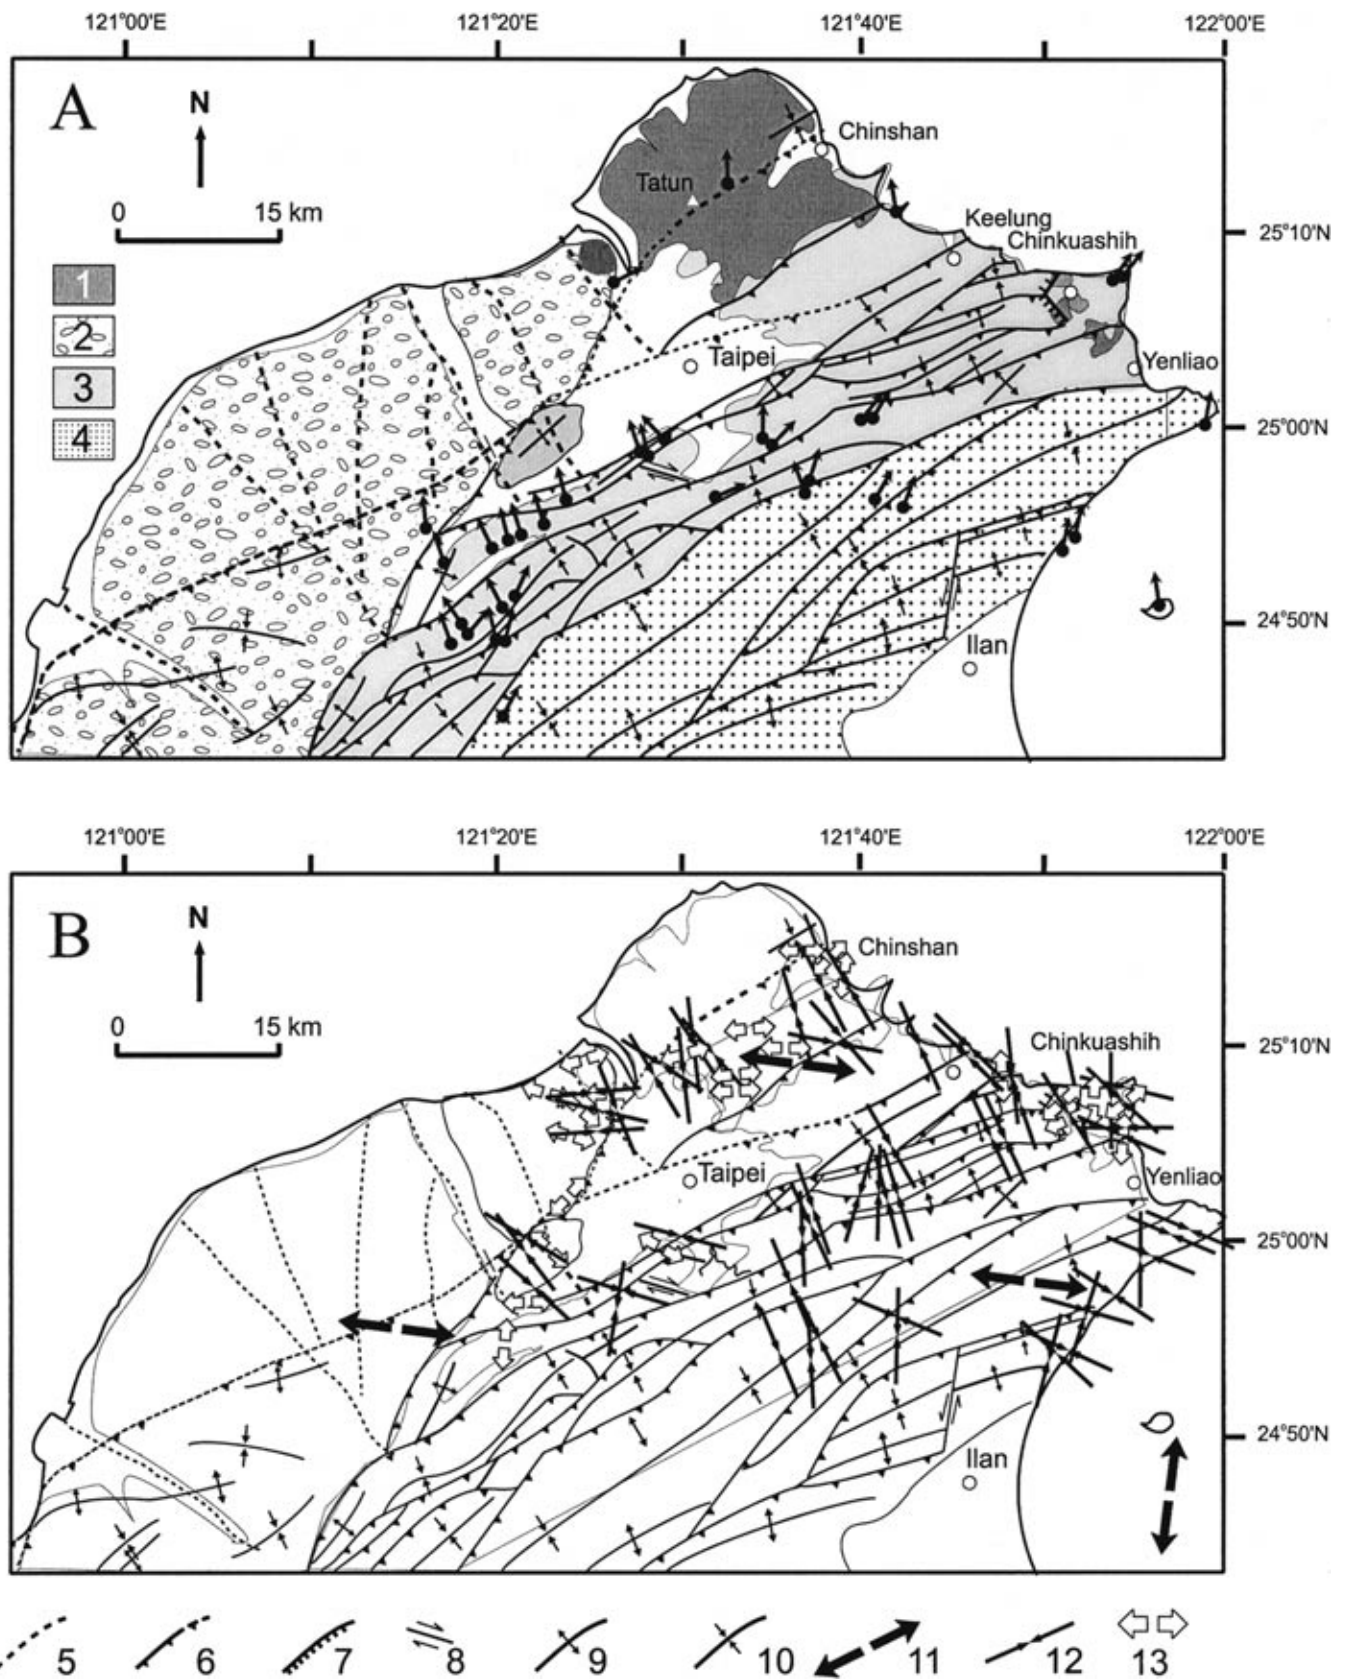 121°00'E 121°20'E 121°40'E 122°00'E
A
N
Chinshan
Tatun
0 15 km
Keelung
Chinkuashih
25°10'N
1
2
3
4
Taipei
Yenliao
25°00'N
24°50'N
Ilan
121°00'E 121°20'E 121°40'E 122°00'E
B
N
Chinshan
0 15 km
Chinkuashih
25°10'N
Taipei
Yenliao
25°00'N
24°50'N
Ilan
5 6 7 8 9 10 11 12 13